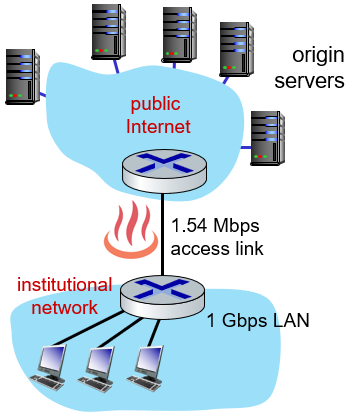 origin
servers
public
Internet
1.54 Mbps
access link
institutional
network
1 Gbps LAN